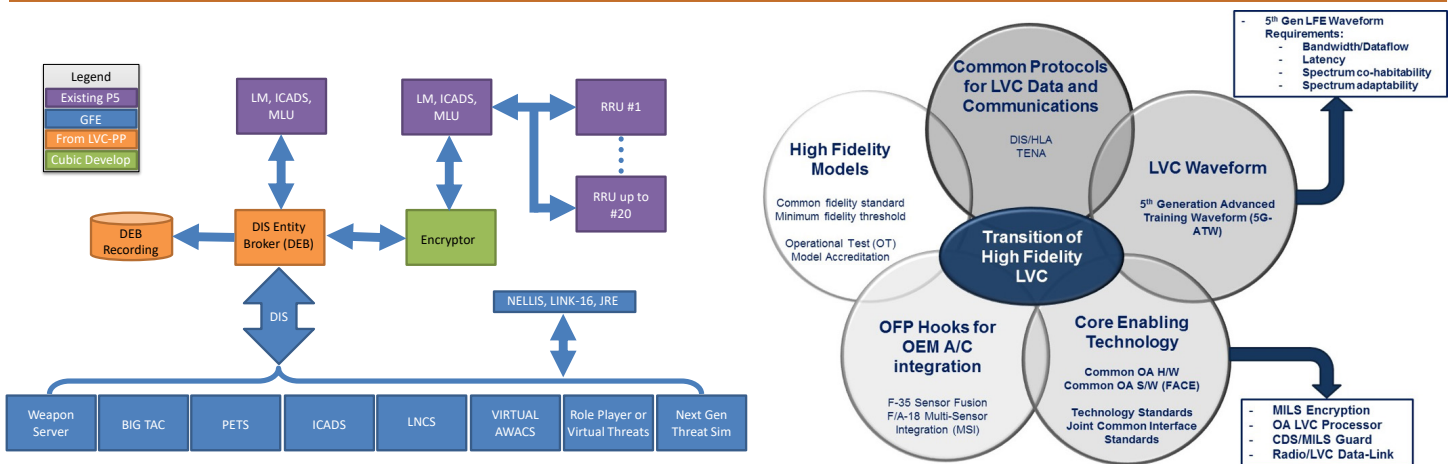 Legend
Existing P5
GFE
From LVC-PP
Cubic Develop
LM, ICADS,
MLU
LM, ICADS,
MLU
RRU #1
RRU up to
#20
DEB
Recording
DIS Entity
Broker (DEB)
Encryptor
DIS
NELLIS, LINK-16, JRE
Weapon
Server
BIG TAC
PETS
ICADS
LNCS
VIRTUAL
AWACS
Role Player or
Virtual Threats
Next Gen
Threat Sim
Common Protocols
for LVC Data and
Communications
DIS/HLA
TENA
High Fidelity
Models
Common fidelity standard
Minimum fidelity threshold
Operational Test (OT)
Model Accreditation
LVC Waveform
5th Generation Advanced
Training Waveform (5G-
ATW)
Transition of
High Fidelity
LVC
OFP Hooks for
OEM A/C
integration
F-35 Sensor Fusion
F/A-18 Multi-Sensor
Integration (MSI)
Core Enabling
Technology
Common OA H/W
Common OA S/W (FACE)
Technology Standards
Joint Common Interface
Standards
- 5th Gen LFE Waveform
Requirements:
- Bandwidth/Dataflow
- Latency
- Spectrum co-habitability
- Spectrum adaptability
- MILS Encryption
- OA LVC Processor
- CDS/MILS Guard
- Radio/LVC Data-Link